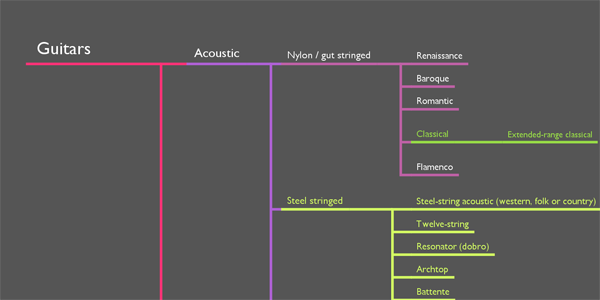 Guitars
Acoustic
Nylon / gut stringed
Renaissance
Baroque
Romantic
Classical
Extended-range classical
Flamenco
Steel stringed
Steel-string acoustic (western, folk or country)
Twelve-string
Resonator (dobro)
Archtop
Battente